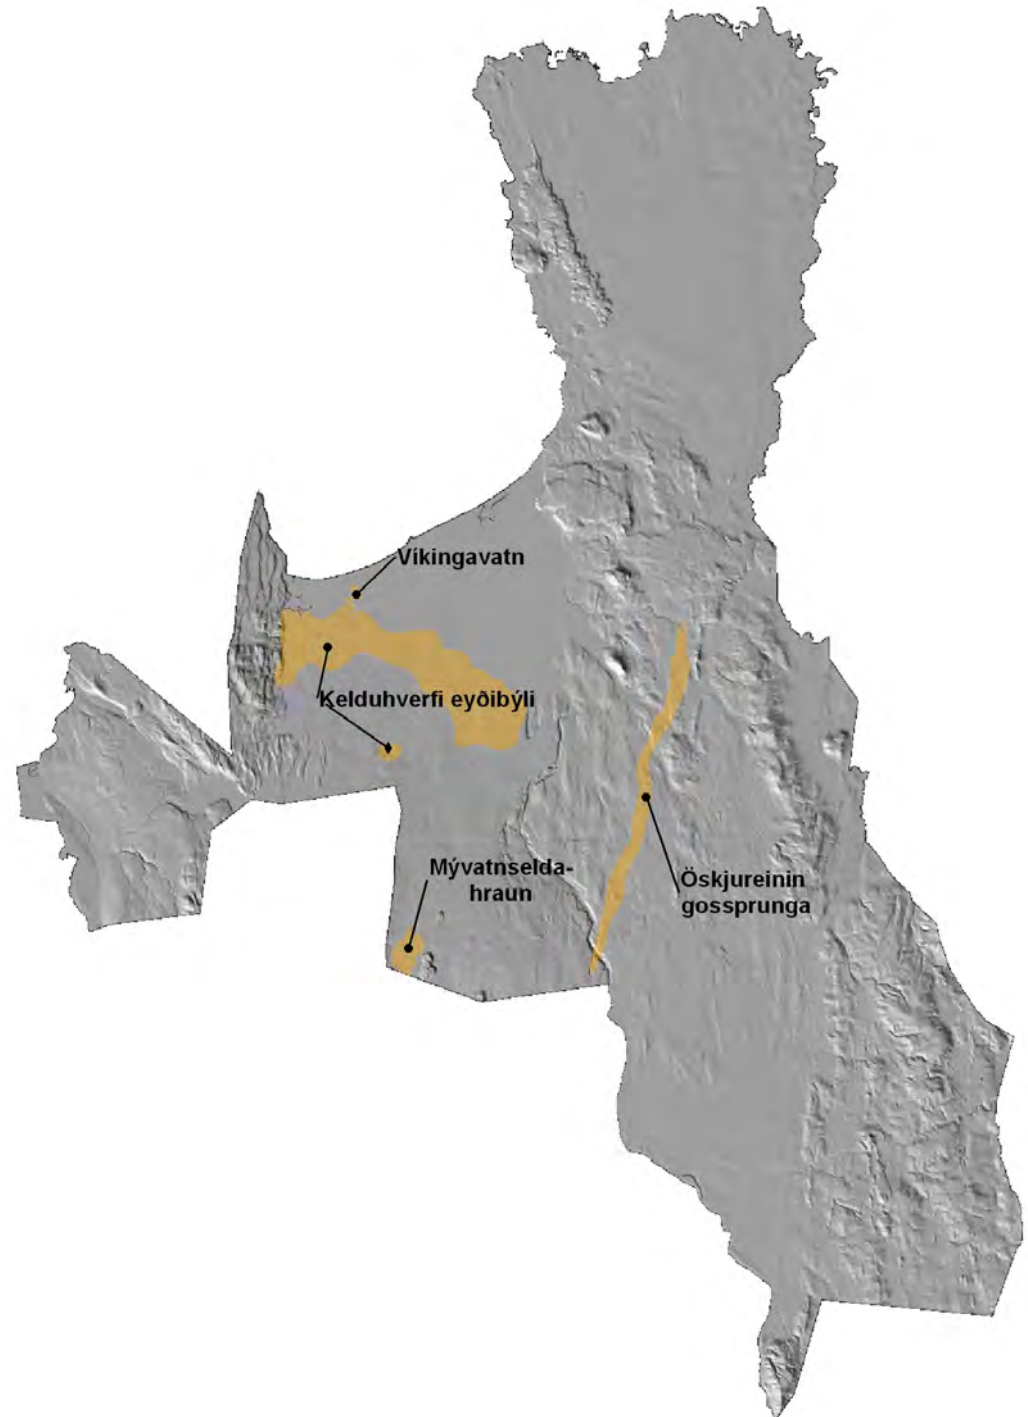 Víkingavatn
Kelduhverfi eyðibýli
Mývatnselda-
hraun
Öskjureinin
gossprunga